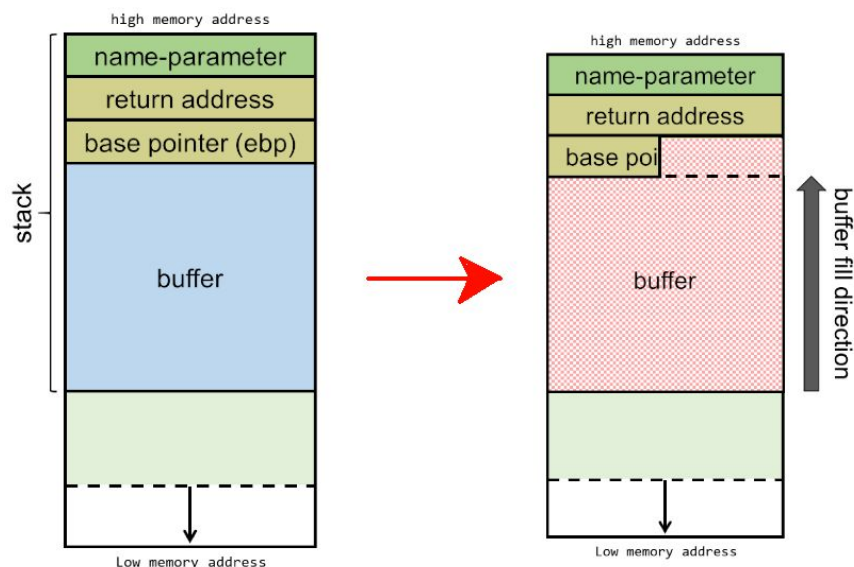 high memory address
name-parameter
return address
base pointer (ebp)
stack
buffer
Low memory address
high memory address
name-parameter
return address
base poi
buffer
buffer fill direction
Low memory address